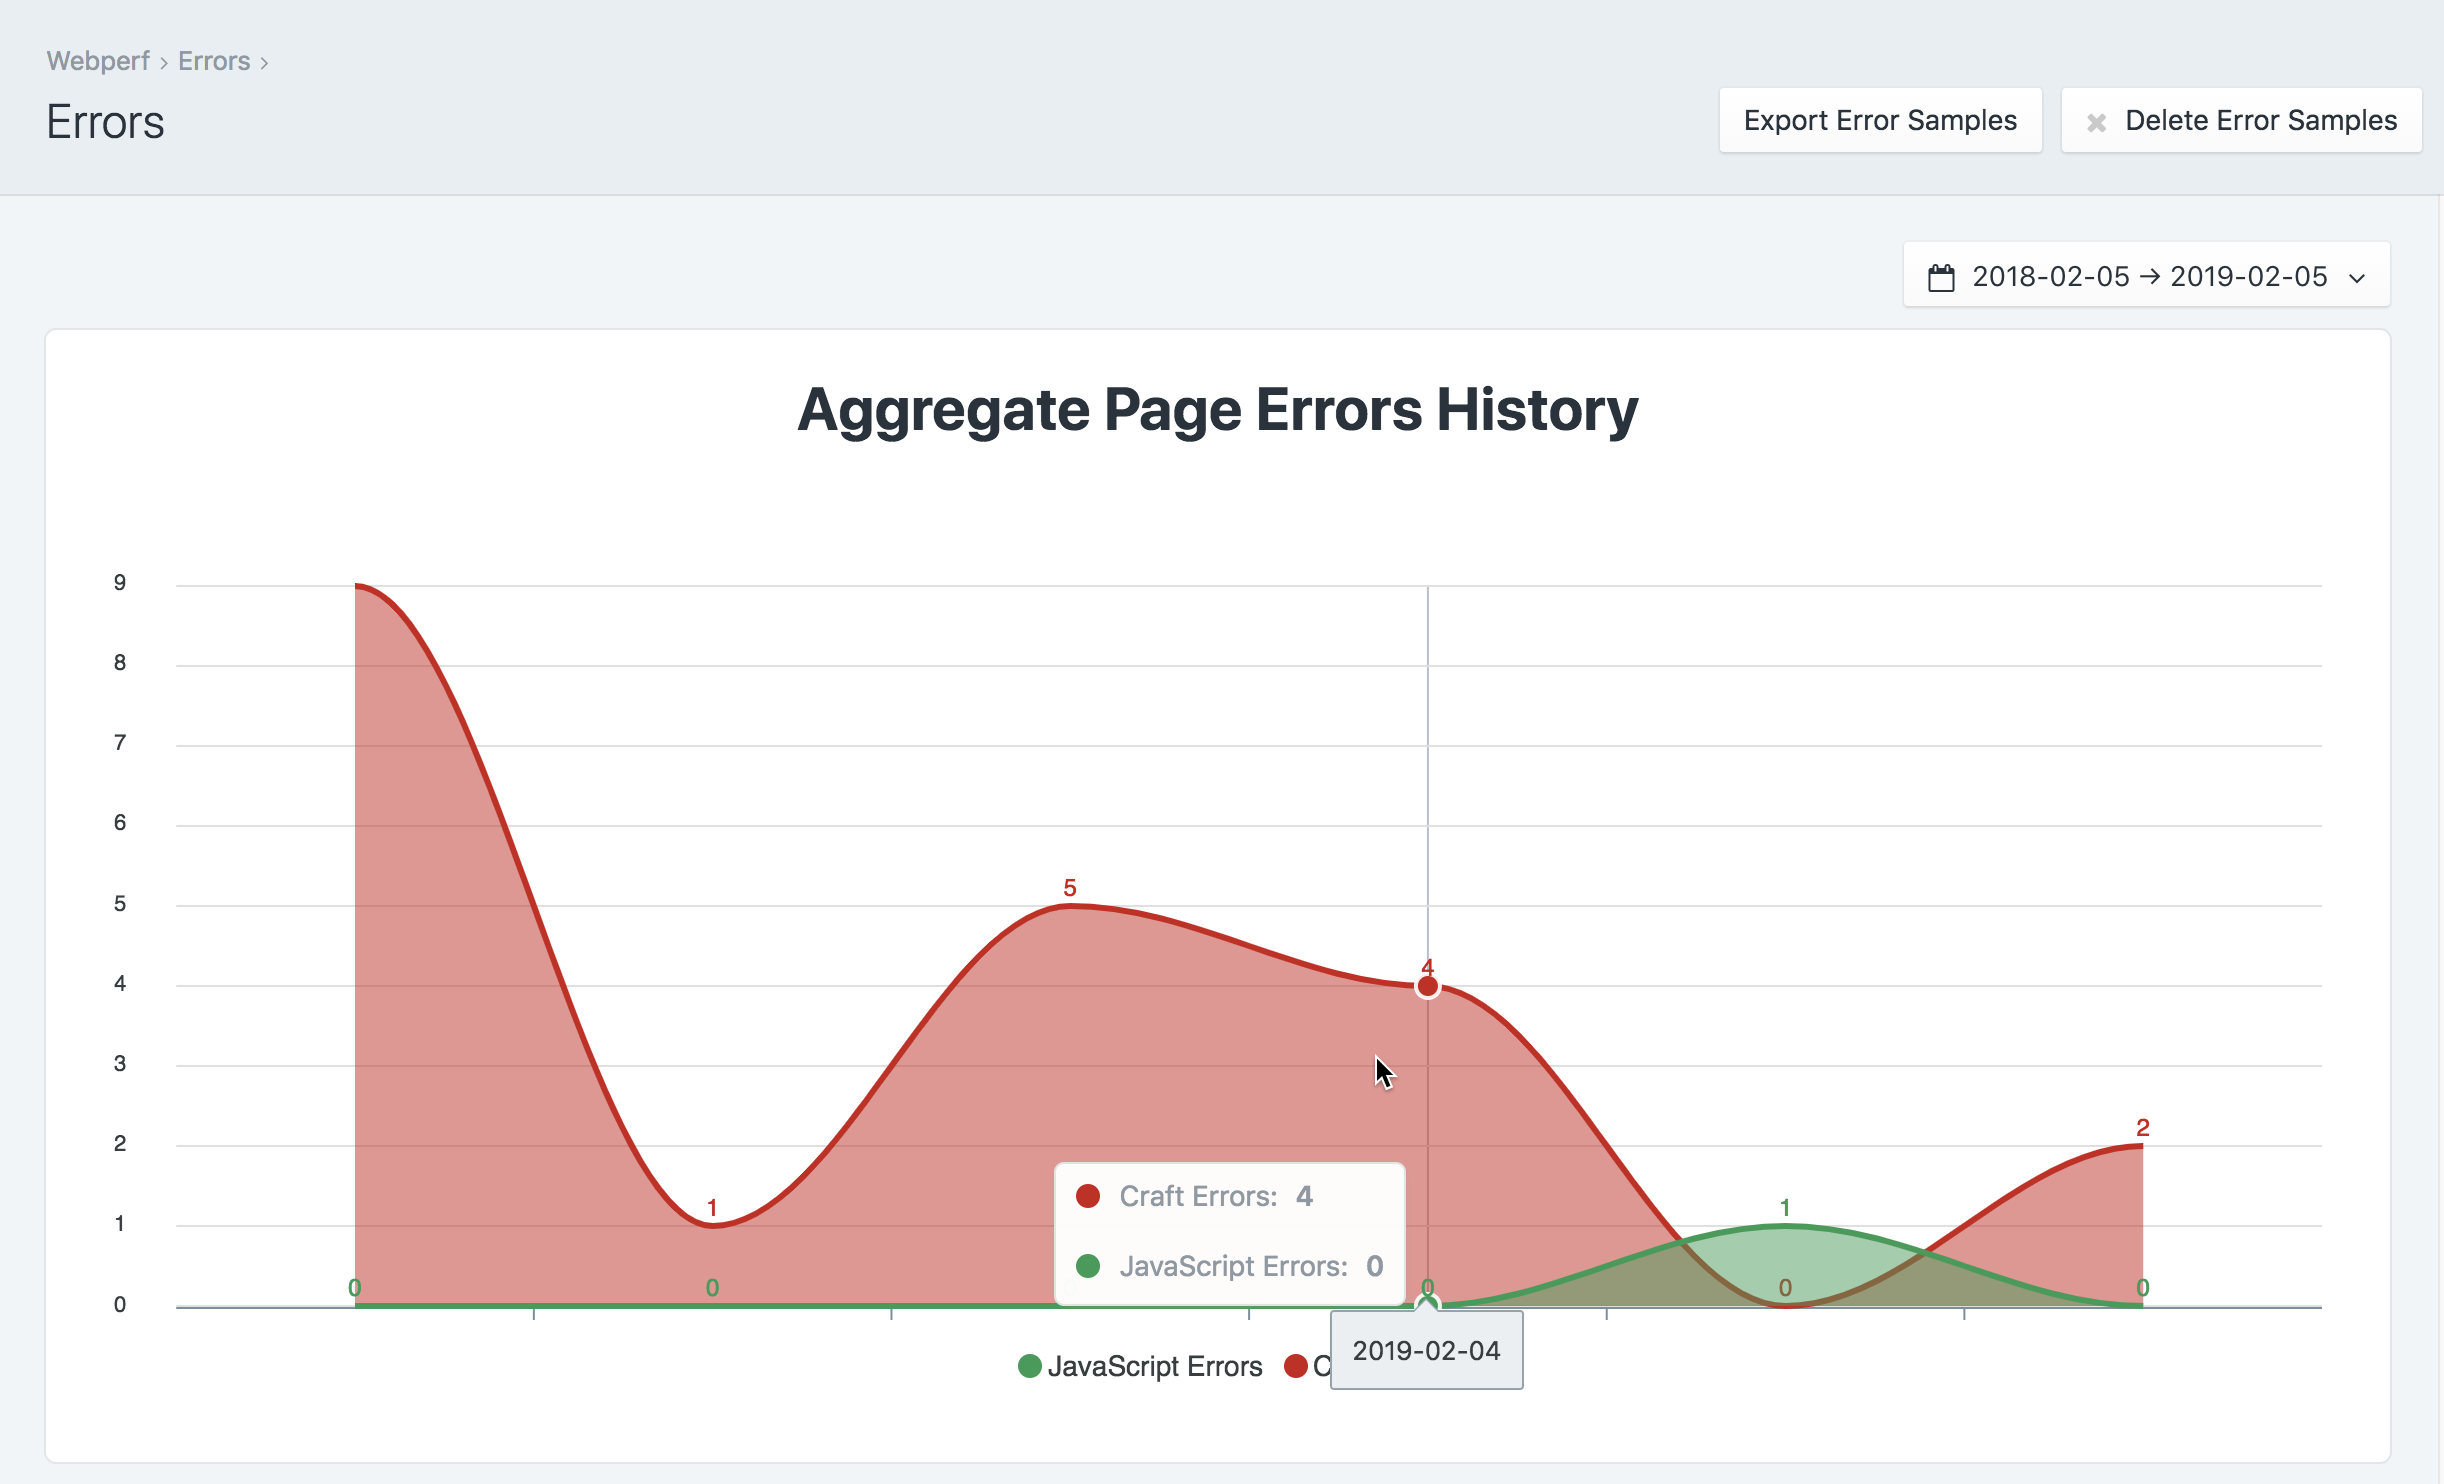 Webperf › Errors ›
Errors
Export Error Samples
✖ Delete Error Samples
2018-02-05 → 2019-02-05
Aggregate Page Errors History
9
8
7
6
5
4
3
2
1
0
5
4
2
1
1
0
0
0
0
0
Craft Errors: 4
JavaScript Errors: 0
JavaScript Errors
C
2019-02-04